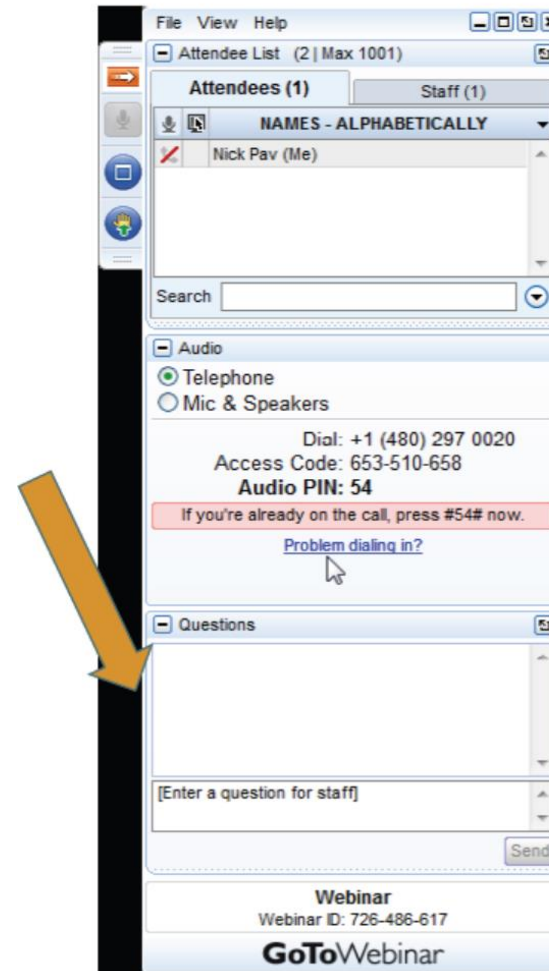 File View Help
Attendee List (2 | Max 1001)
Attendees (1) Staff (1)
NAMES - ALPHABETICALLY
Nick Pav (Me)
Search
Audio
Telephone
Mic & Speakers
Dial: +1 (480) 297 0020
Access Code: 653-510-658
Audio PIN: 54
If you're already on the call, press #54# now.
Problem dialing in?
Questions
[Enter a question for staff]
Send
Webinar
Webinar ID: 726-486-617
GoToWebinar